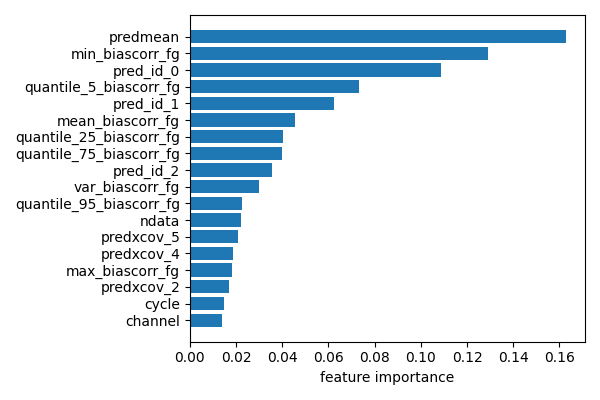 predmean
min_biascorr_fg
pred_id_0
quantile_5_biascorr_fg
pred_id_1
mean_biascorr_fg
quantile_25_biascorr_fg
quantile_75_biascorr_fg
pred_id_2
var_biascorr_fg
quantile_95_biascorr_fg
ndata
predxcov_5
predxcov_4
max_biascorr_fg
predxcov_2
cycle
channel
0.00 0.02 0.04 0.06 0.08 0.10 0.12 0.14 0.16
feature importance